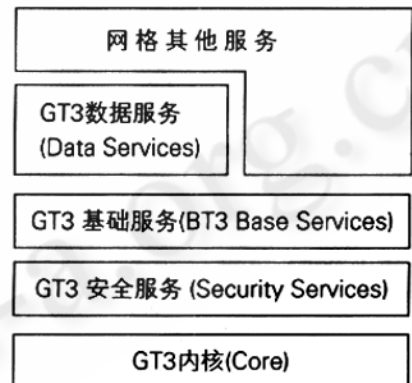 网格其他服务
GT3数据服务
(Data Services)
GT3 基础服务(BT3 Base Services)
GT3 安全服务 (Security Services)
GT3内核(Core)